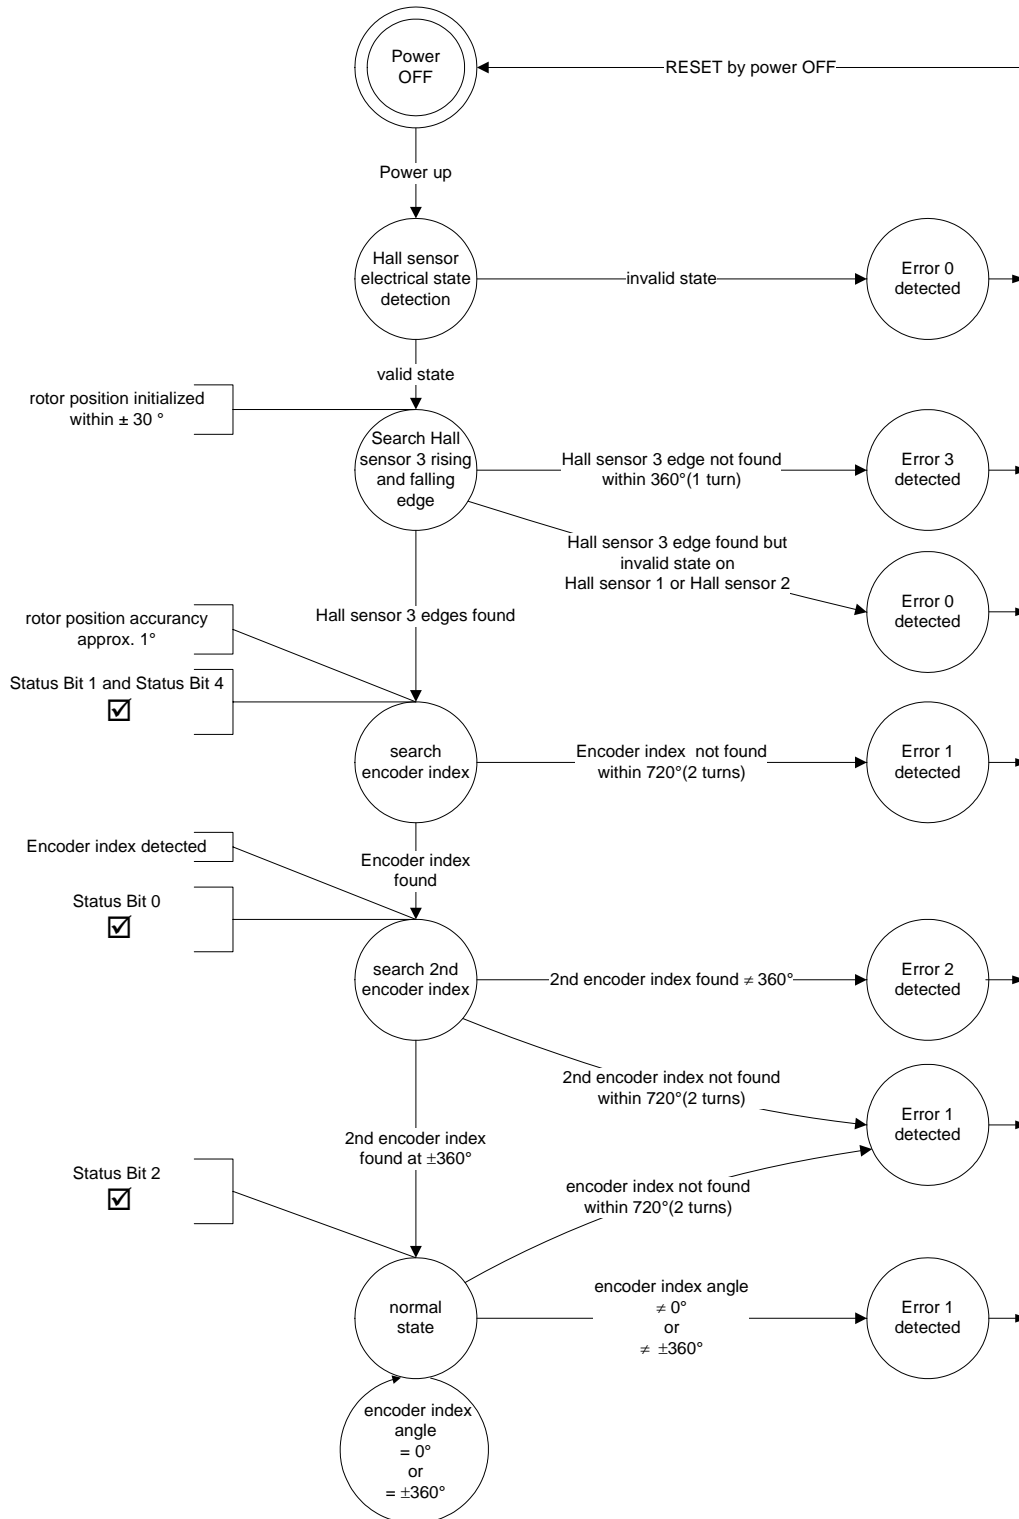 Power
OFF
RESET by power OFF
Power up
Hall sensor
electrical state
detection
invalid state
Error 0
detected
valid state
rotor position initialized
within ± 30 °
Search Hall
sensor 3 rising
and falling
edge
Hall sensor 3 edge not found
within 360°(1 turn)
Error 3
detected
Hall sensor 3 edge found but
invalid state on
Hall sensor 1 or Hall sensor 2
Error 0
detected
rotor position accurancy
approx. 1°
Hall sensor 3 edges found
Status Bit 1 and Status Bit 4
search
encoder index
Encoder index not found
within 720°(2 turns)
Error 1
detected
Encoder index detected
Encoder index
found
Status Bit 0
search 2nd
encoder index
2nd encoder index found ≠ 360°
Error 2
detected
2nd encoder index not found
within 720°(2 turns)
Error 1
detected
2nd encoder index
found at ±360°
Status Bit 2
encoder index not found
within 720°(2 turns)
normal
state
encoder index angle
≠ 0°
or
≠ ±360°
Error 1
detected
encoder index
angle
= 0°
or
= ±360°